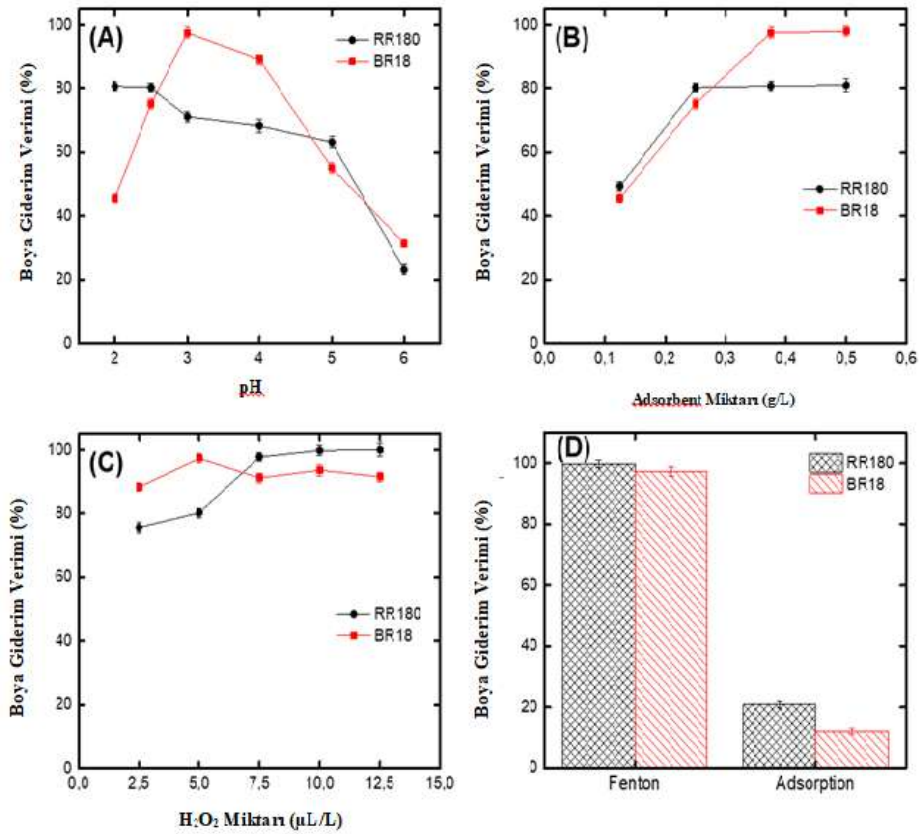 (A)
RR180
BR18
100
80
60
40
20
0
Boya Giderim Verimi (%)
2
3
4
5
6
pH
(B)
RR180
BR18
100
80
60
40
20
0
Boya Giderim Verimi (%)
0,0
0,1
0,2
0,3
0,4
0,5
0,6
Adsorbent Miktarı (g/L)
(C)
RR180
BR18
100
80
60
40
20
0
Boya Giderim Verimi (%)
0,0
2,5
5,0
7,5
10,0
12,5
15,0
H₂O₂ Miktarı (µL/L)
(D)
RR180
BR18
100
80
60
40
20
0
Boya Giderim Verimi (%)
Fenton
Adsorption